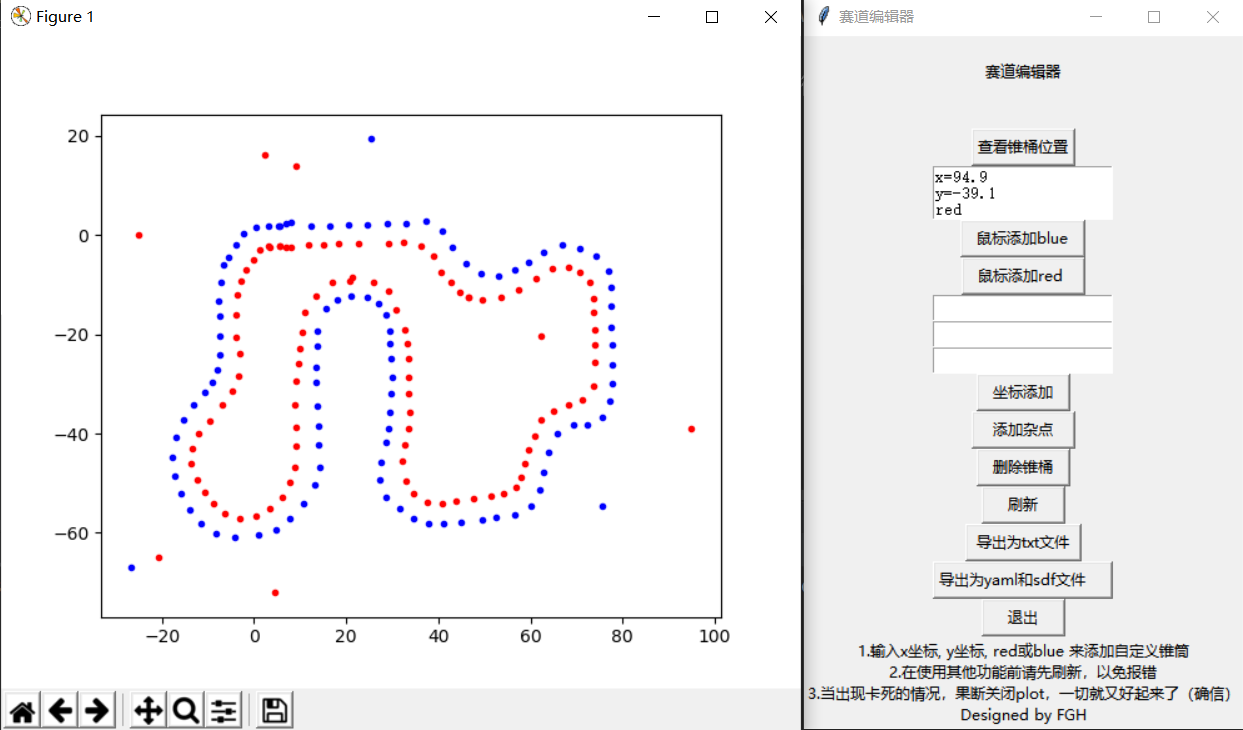 Figure 1
20
0
−20
−40
−60
−20
0
20
40
60
80
100
赛道编辑器
赛道编辑器
查看锥桶位置
x=94.9
y=-39.1
red
鼠标添加blue
鼠标添加red
坐标添加
添加杂点
删除锥桶
刷新
导出为txt文件
导出为yaml和sdf文件
退出
1.输入x坐标, y坐标, red或blue 来添加自定义锥筒
2.在使用其他功能前请先刷新，以免报错
3.当出现卡死的情况，果断关闭plot，一切就又好起来了（确信）
Designed by FGH